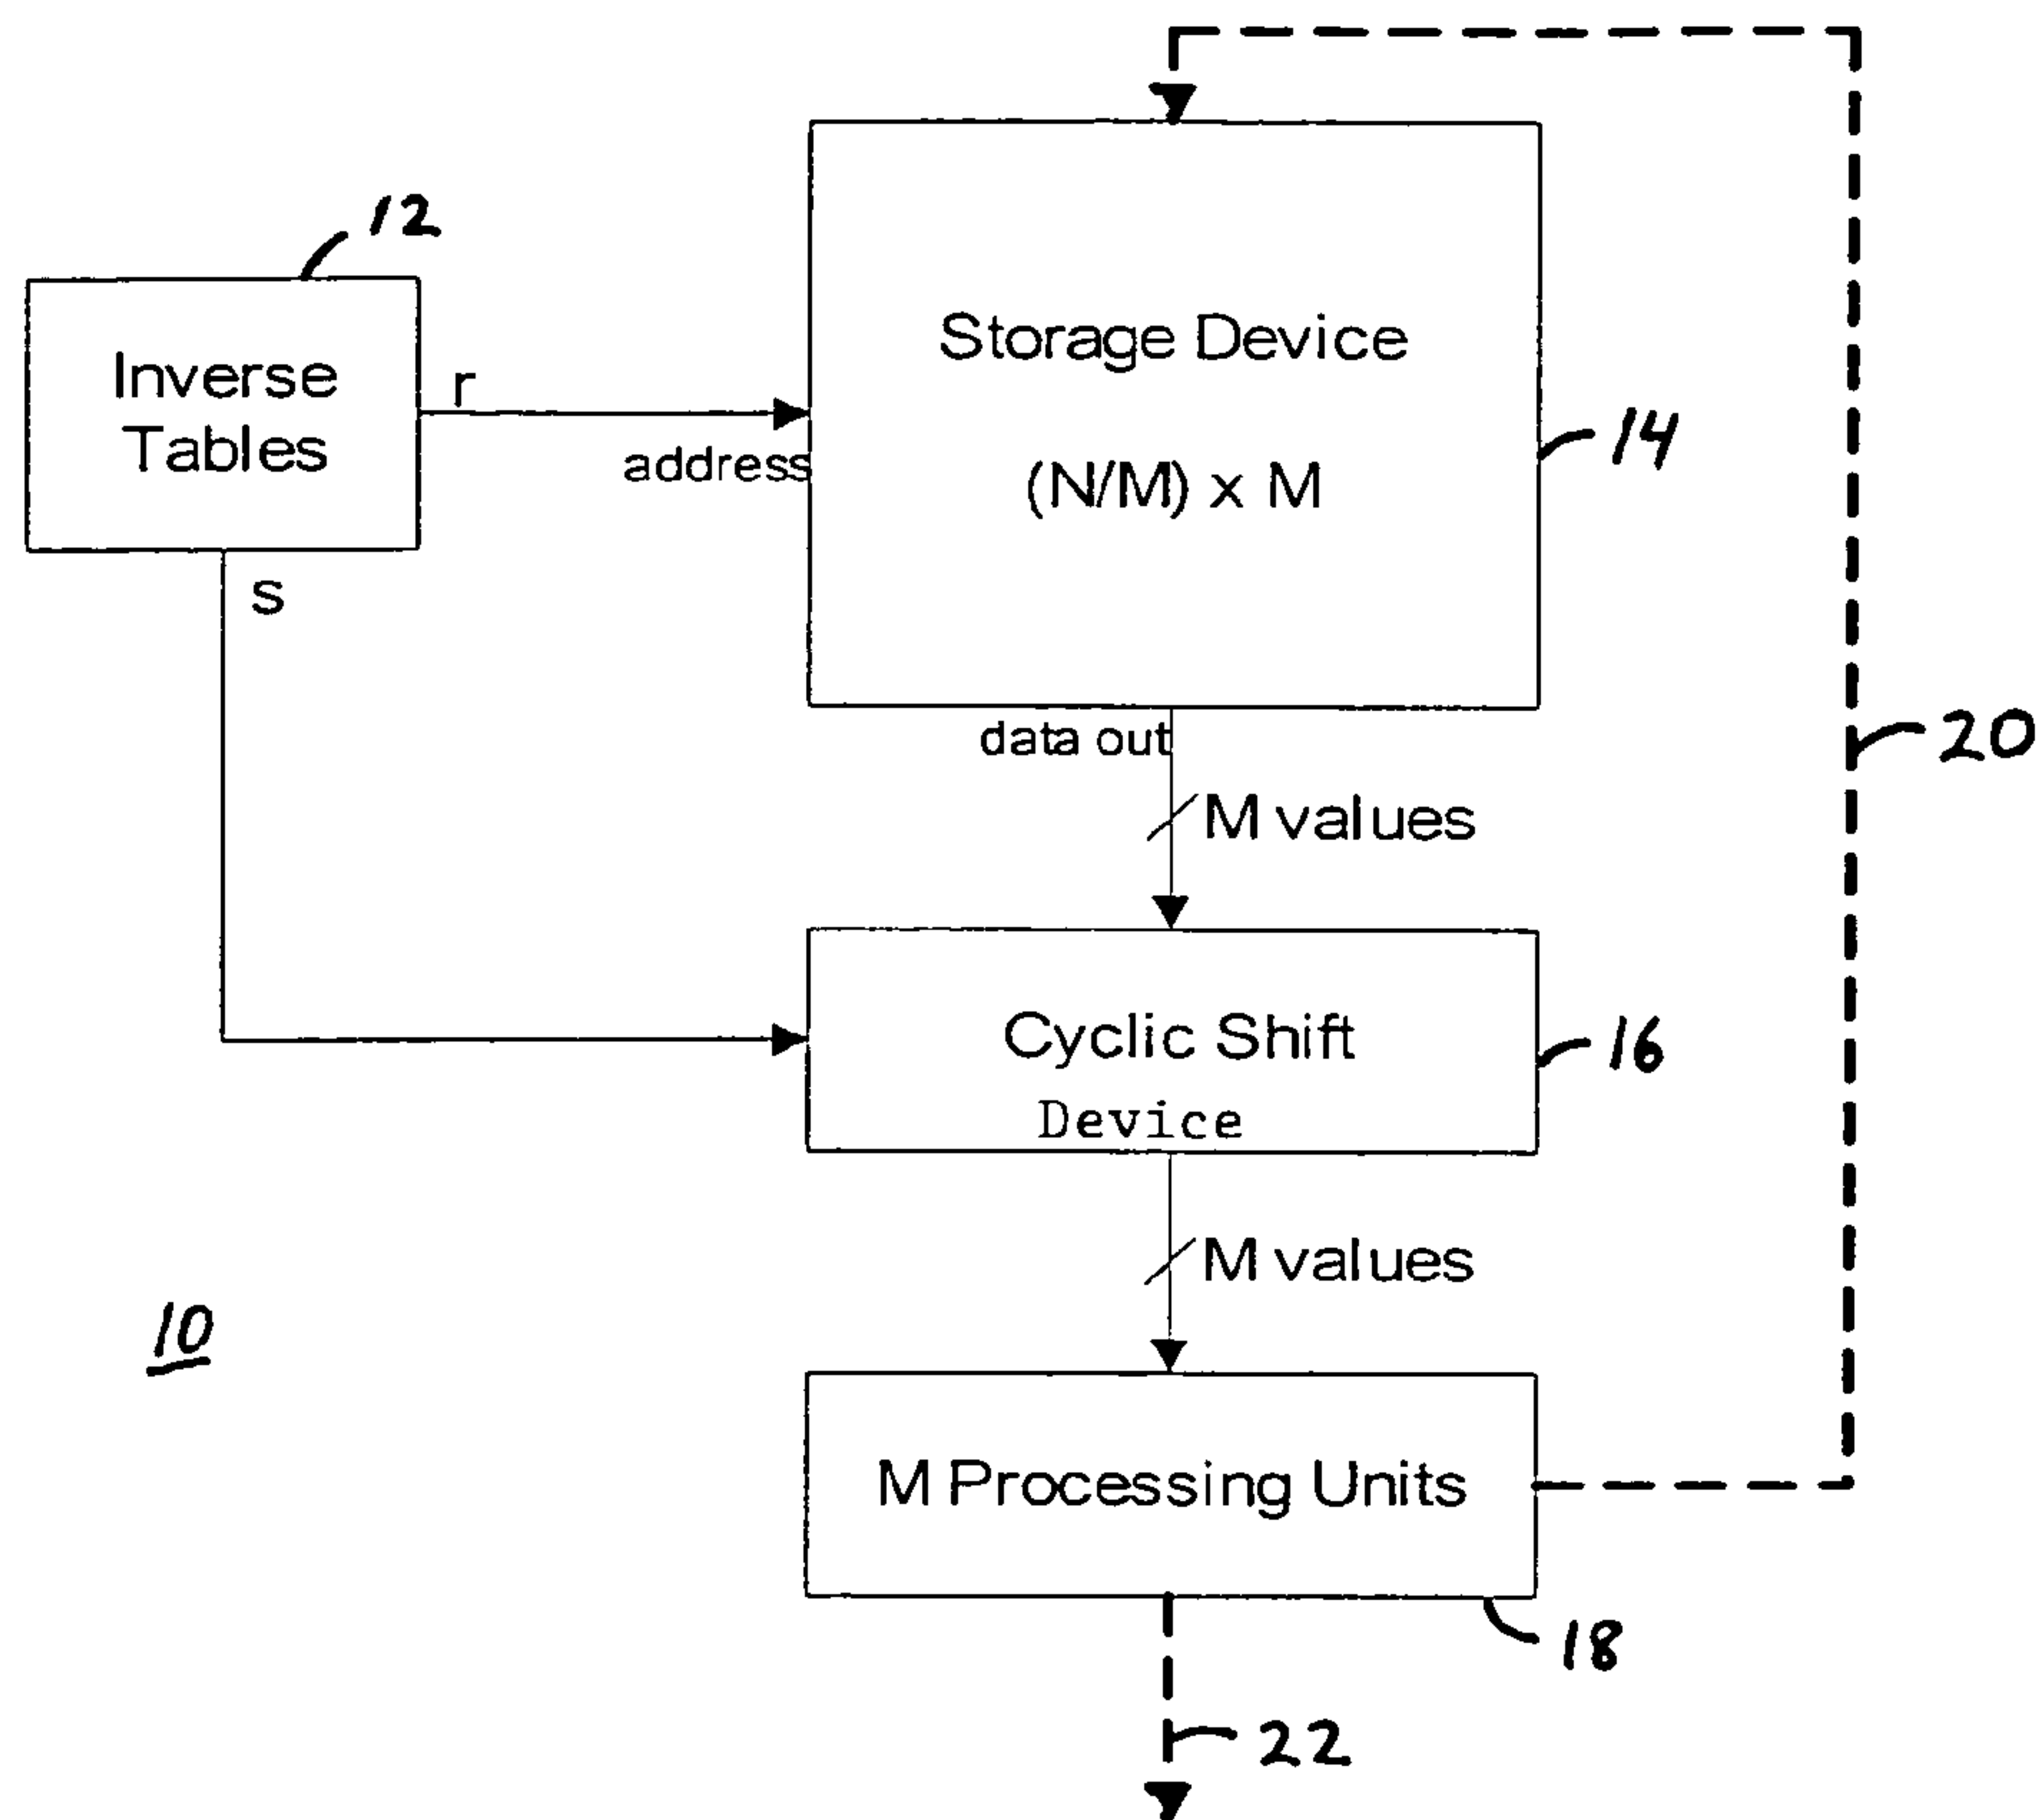 12
Inverse
Tables
r
address
s
Storage Device
(N/M) x M
14
data out
M values
20
Cyclic Shift
Device
16
M values
10
M Processing Units
18
22